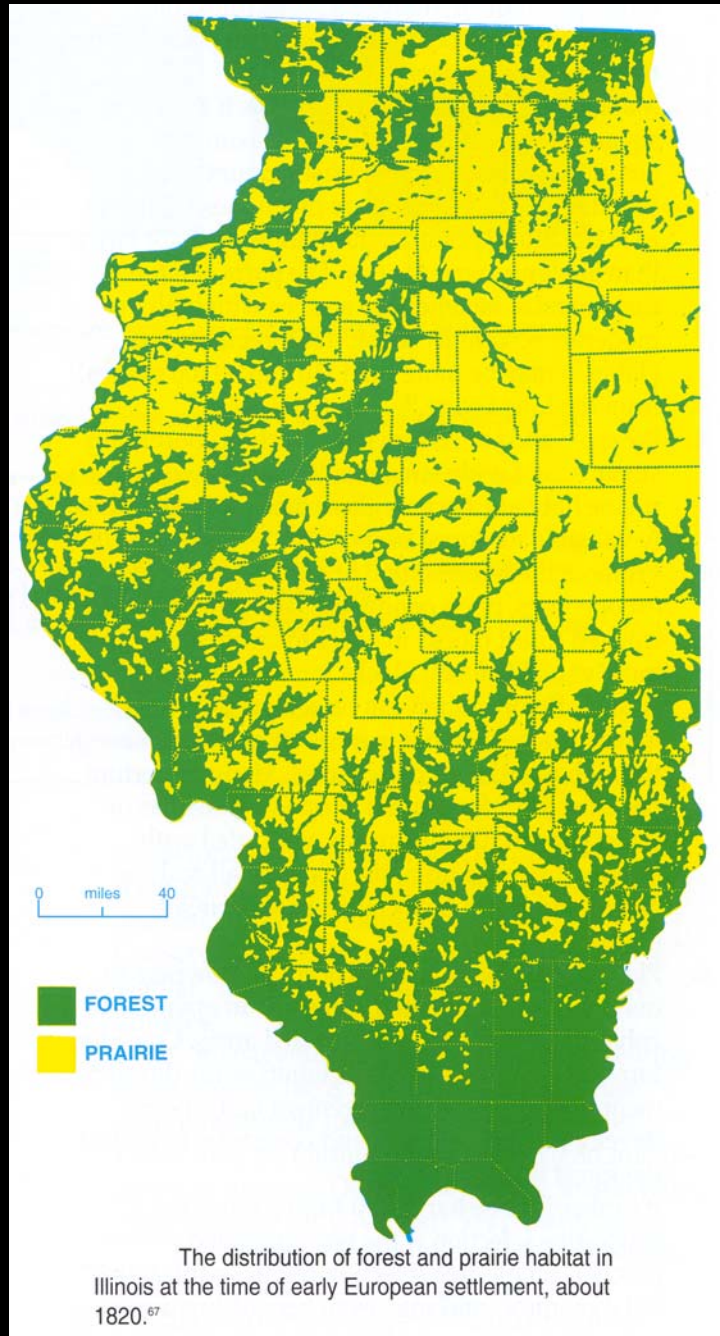 0 miles 40
FOREST
PRAIRIE
The distribution of forest and prairie habitat in
Illinois at the time of early European settlement, about
1820.⁶⁷